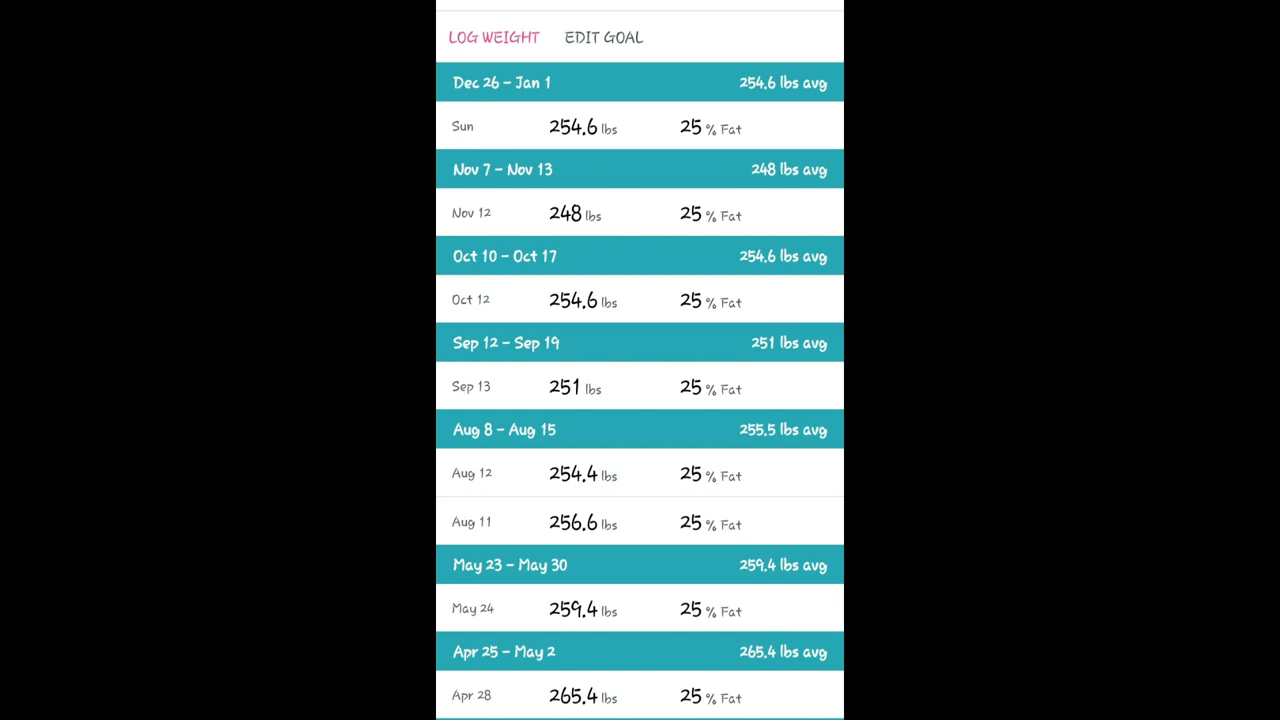 LOG WEIGHT EDIT GOAL
Dec 26 - Jan 1 254.6 lbs avg
Sun 254.6 lbs 25 % Fat
Nov 7 - Nov 13 248 lbs avg
Nov 12 248 lbs 25 % Fat
Oct 10 - Oct 17 254.6 lbs avg
Oct 12 254.6 lbs 25 % Fat
Sep 12 - Sep 19 251 lbs avg
Sep 13 251 lbs 25 % Fat
Aug 8 - Aug 15 255.5 lbs avg
Aug 12 254.4 lbs 25 % Fat
Aug 11 256.6 lbs 25 % Fat
May 23 - May 30 259.4 lbs avg
May 24 259.4 lbs 25 % Fat
Apr 25 - May 2 265.4 lbs avg
Apr 28 265.4 lbs 25 % Fat